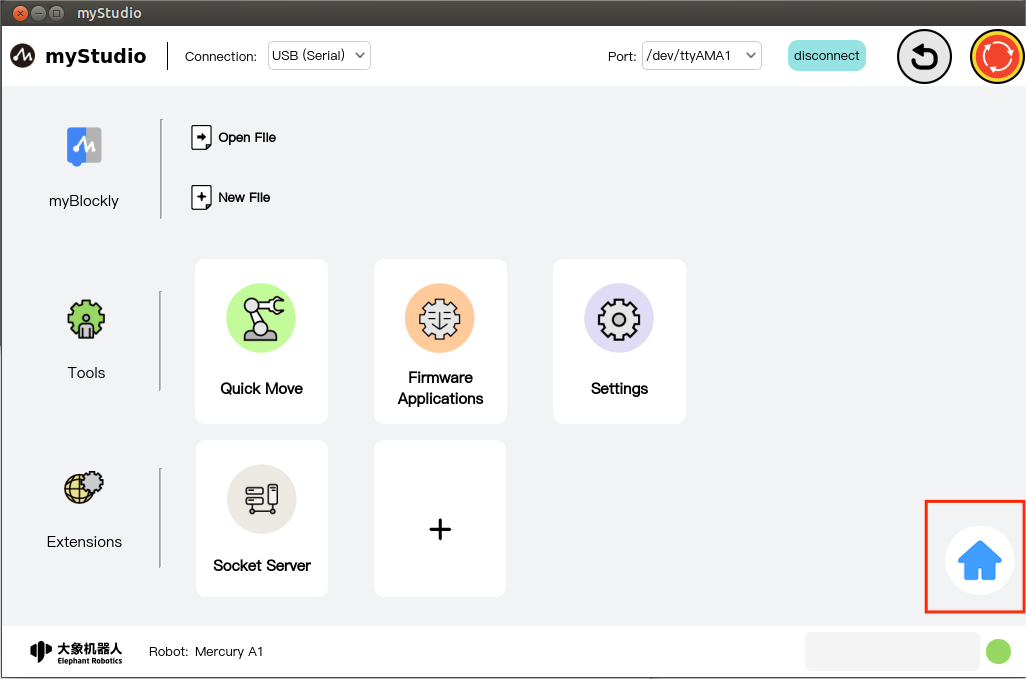 myStudio
myStudio
Connection: USB (Serial)
Port: /dev/ttyAMA1
disconnect
myBlockly
Open File
New File
Tools
Quick Move
Firmware
Applications
Settings
Extensions
Socket Server
大象机器人
Elephant Robotics
Robot: Mercury A1